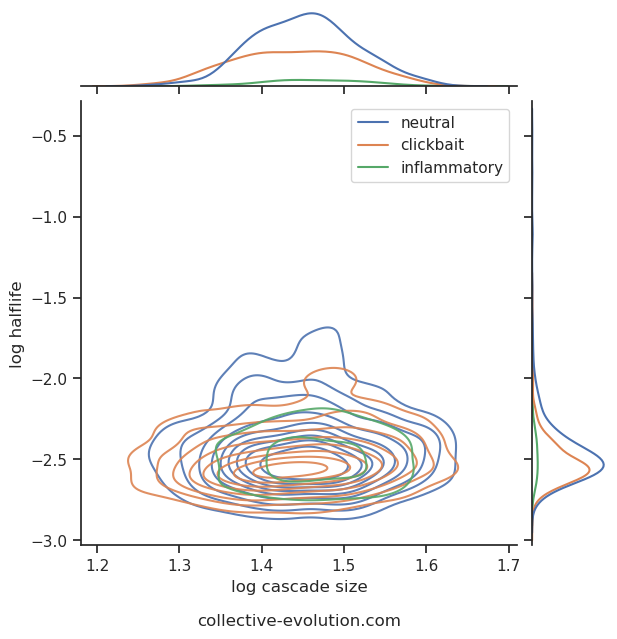 neutral
clickbait
inflammatory
−0.5
−1.0
−1.5
−2.0
−2.5
−3.0
log halflife
1.2 1.3 1.4 1.5 1.6 1.7
log cascade size
collective-evolution.com